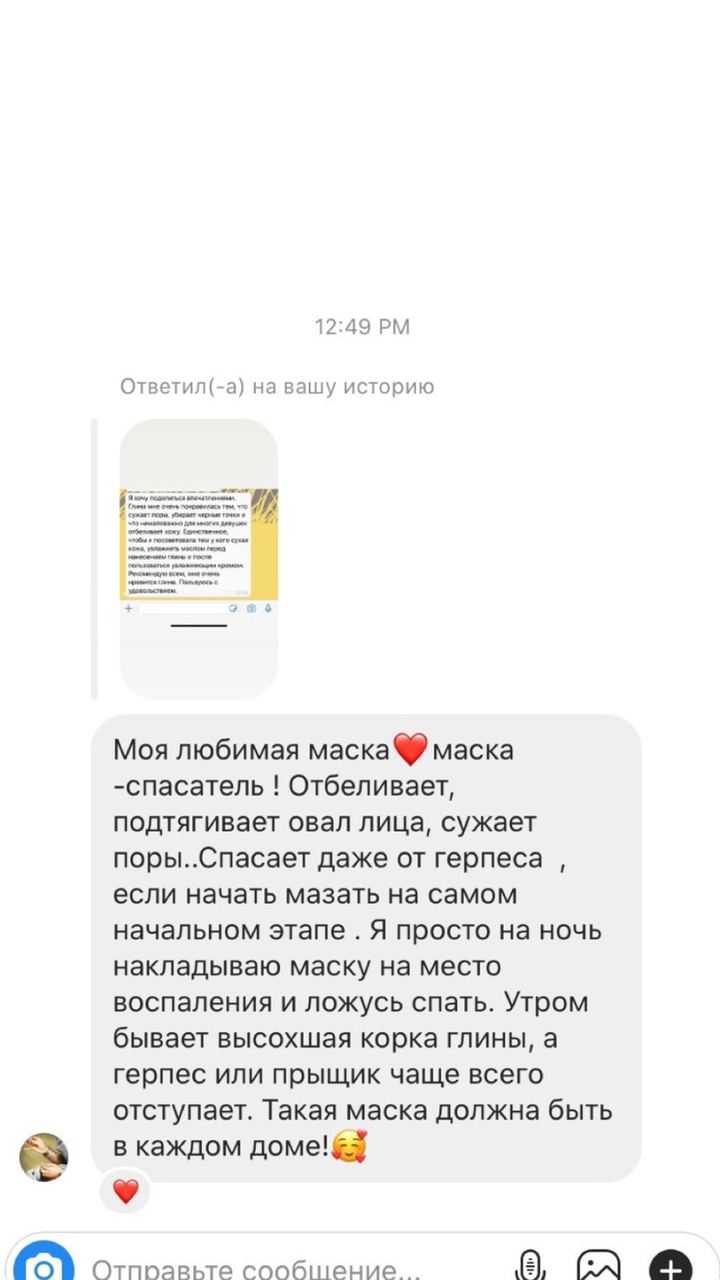 12:49 PM
Ответил(-а) на вашу историю
Я хочу поделиться впечатлениями.
Глина мне очень понравилась тем, что
сужает поры, убирает черные точки и
что немаловажно для многих девушек
отбеливает кожу. Единственное,
чтобы я посоветовала тем у кого сухая
кожа, увлажнять маслом перед
нанесением глины и после
пользоваться увлажняющим кремом.
Рекомендую всем, мне очень
нравится глина. Пользуюсь с
удовольствием.
Моя любимая маска❤️маска
-спасатель ! Отбеливает,
подтягивает овал лица, сужает
поры..Спасает даже от герпеса  ,
если начать мазать на самом
начальном этапе . Я просто на ночь
накладываю маску на место
воспаления и ложусь спать. Утром
бывает высохшая корка глины, а
герпес или прыщик чаще всего
отступает. Такая маска должна быть
в каждом доме!🥰
❤️
Отправьте сообщение...